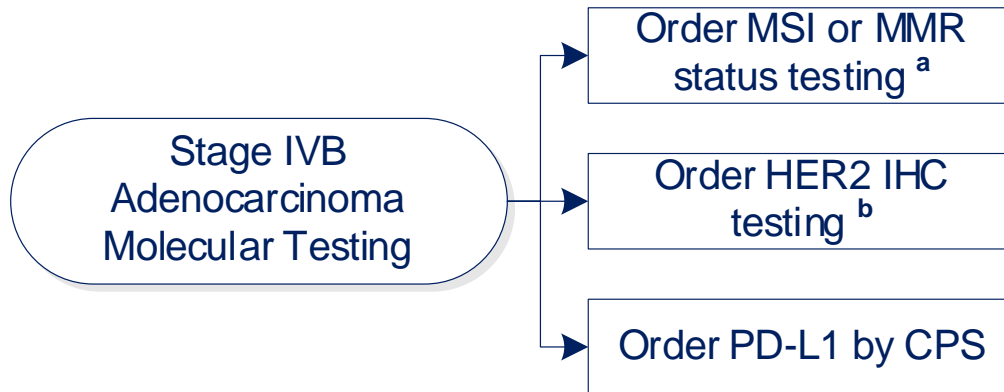 Stage IVB
Adenocarcinoma
Molecular Testing
Order MSI or MMR
status testing a
Order HER2 IHC
testing b
Order PD-L1 by CPS